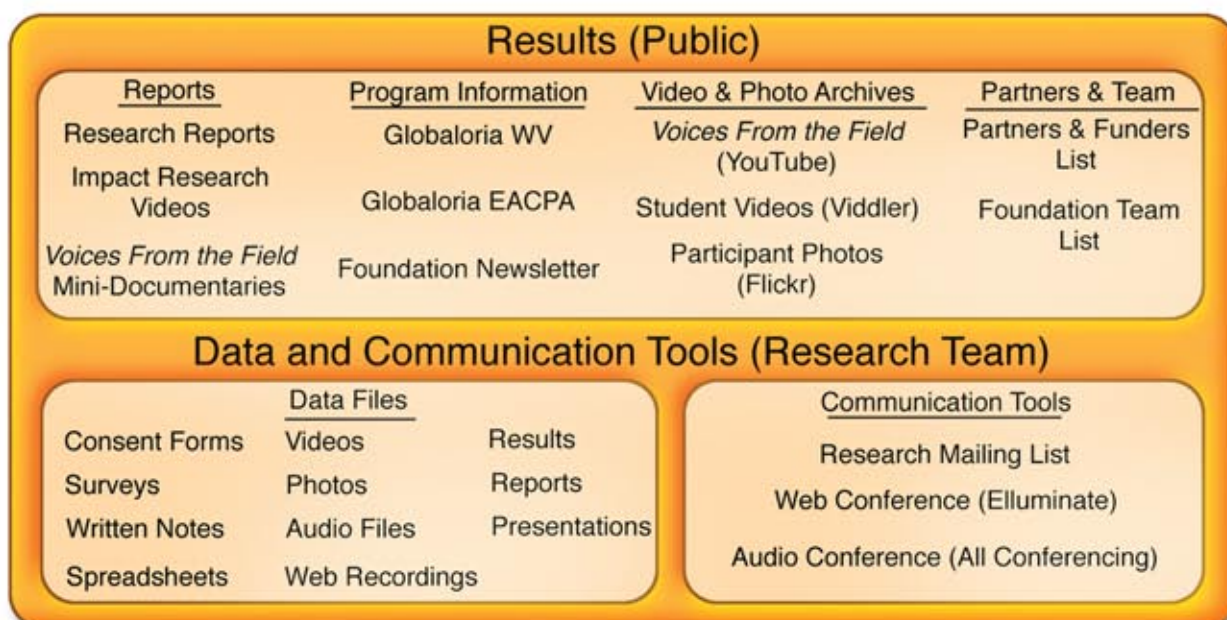 Results (Public)
Reports
Research Reports
Impact Research
Videos
Voices From the Field
Mini-Documentaries
Program Information
Globaloria WV
Globaloria EACPA
Foundation Newsletter
Video & Photo Archives
Voices From the Field
(YouTube)
Student Videos (Viddler)
Participant Photos
(Flickr)
Partners & Team
Partners & Funders
List
Foundation Team
List
Data and Communication Tools (Research Team)
Data Files
Consent Forms
Surveys
Written Notes
Spreadsheets
Videos
Photos
Audio Files
Web Recordings
Results
Reports
Presentations
Communication Tools
Research Mailing List
Web Conference (Elluminate)
Audio Conference (All Conferencing)